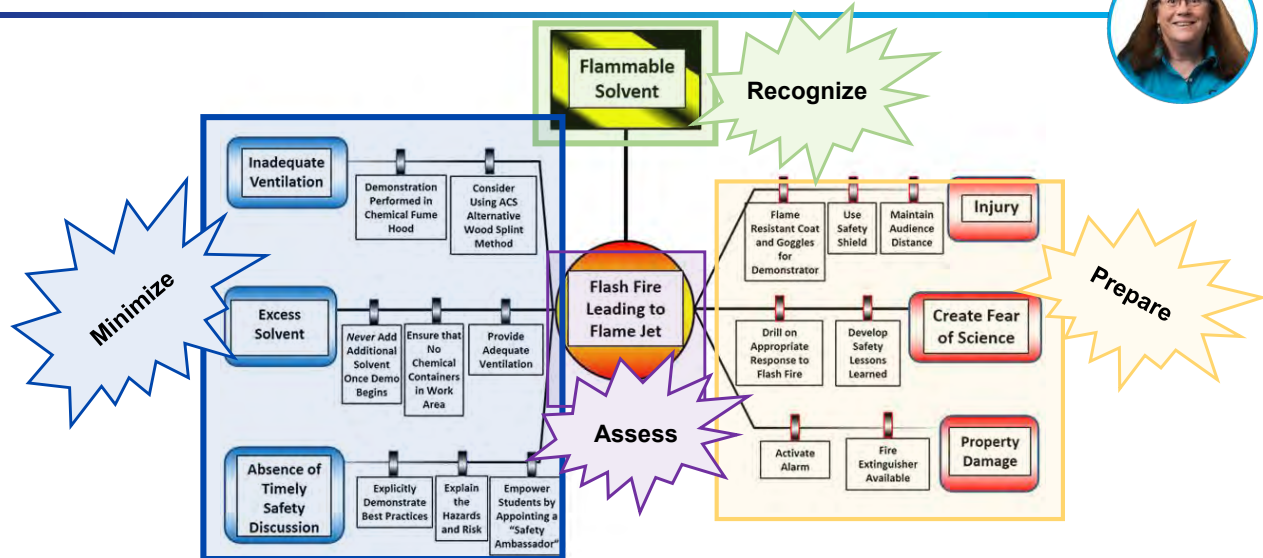 Flammable
Solvent
Recognize
Inadequate
Ventilation
Demonstration
Performed in
Chemical Fume
Hood
Consider
Using ACS
Alternative
Wood Splint
Method
Minimize
Excess
Solvent
Never Add
Additional
Solvent
Once Demo
Begins
Ensure that
No
Chemical
Containers
in Work
Area
Provide
Adequate
Ventilation
Absence of
Timely
Safety
Discussion
Explicitly
Demonstrate
Best Practices
Explain
the
Hazards
and Risk
Empower
Students by
Appointing a
"Safety
Ambassador"
Flash Fire
Leading to
Flame Jet
Assess
Flame
Resistant Coat
and Goggles
for
Demonstrator
Use
Safety
Shield
Maintain
Audience
Distance
Injury
Drill on
Appropriate
Response to
Flash Fire
Develop
Safety
Lessons
Learned
Create Fear
of Science
Prepare
Activate
Alarm
Fire
Extinguisher
Available
Property
Damage